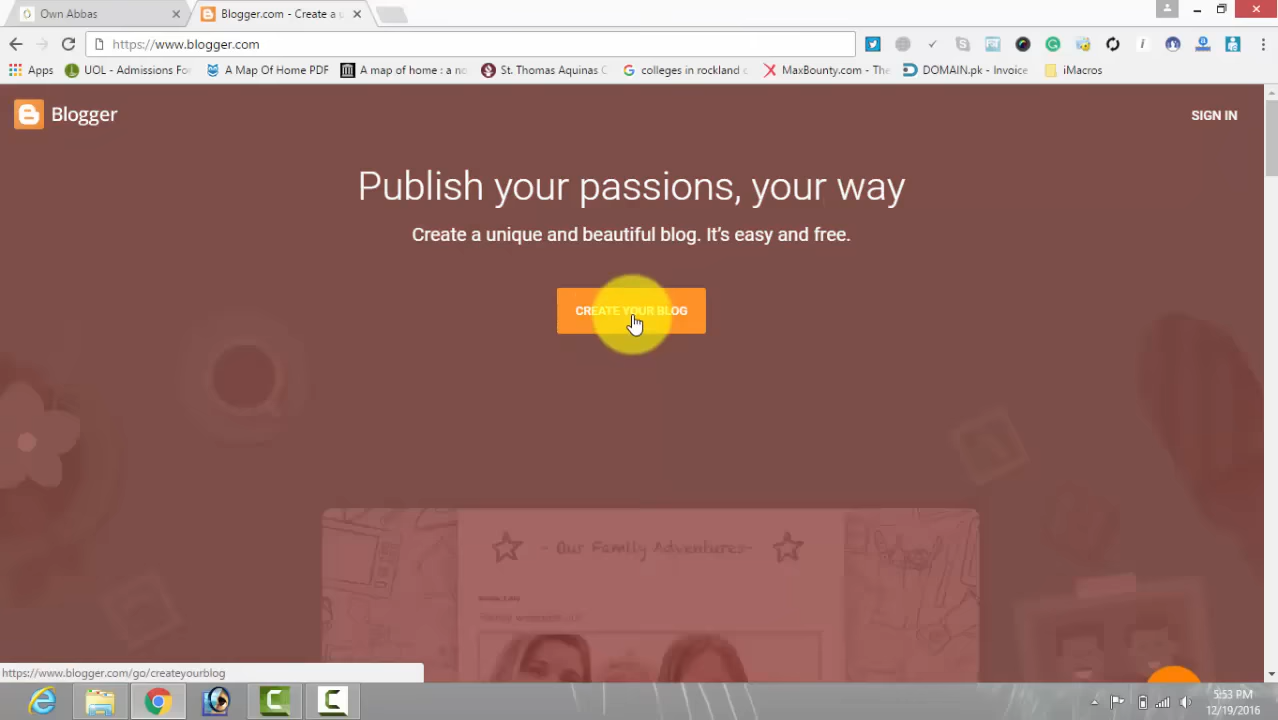 Own Abbas
Blogger.com - Create a u
https://www.blogger.com
Apps
UOL - Admissions Fo
A Map Of Home PDF
A map of home : a n
St. Thomas Aquinas C
colleges in rockland c
MaxBounty.com - The
DOMAIN.pk - Invoice
iMacros
Blogger
SIGN IN
Publish your passions, your way
Create a unique and beautiful blog. It's easy and free.
CREATE YOUR BLOG
- Our Family Adventures-
https://www.blogger.com/go/createyourblog
5:53 PM
12/19/2016